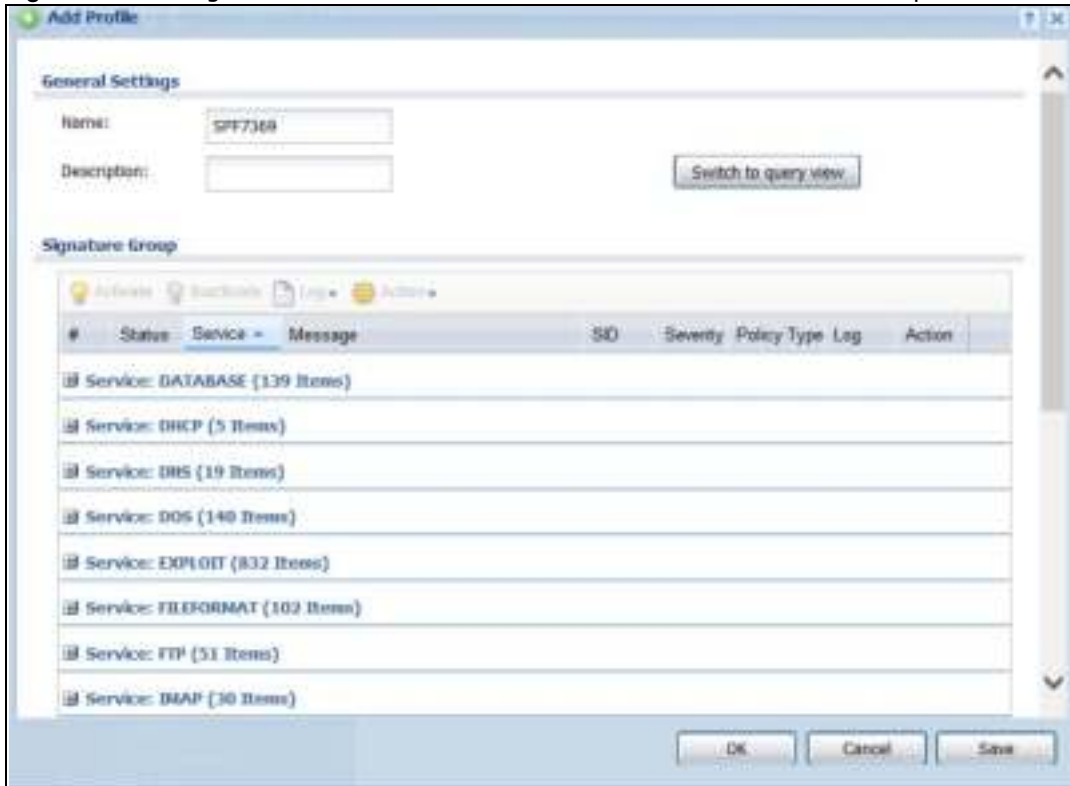 Add Profile
? X
General Settings
Name:
Description:
Switch to query view
Signature Group
Activate Inactivate Log Action
# Status Service Message SID Severity Policy Type Log Action
Service: DATABASE (139 Items)
Service: DHCP (5 Items)
Service: DNS (19 Items)
Service: DOS (140 Items)
Service: EXPLOIT (832 Items)
Service: FILEFORMAT (102 Items)
Service: FTP (51 Items)
Service: IMAP (30 Items)
OK Cancel Save